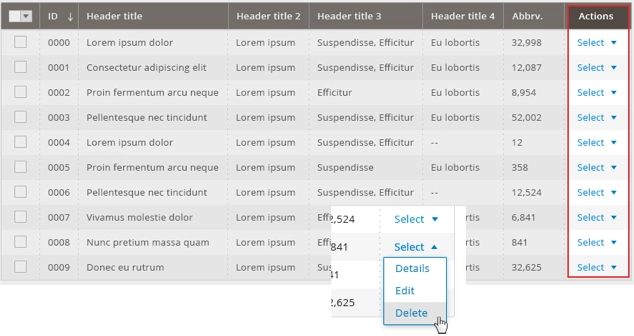 ID ↓ Header title Header title 2 Header title 3 Header title 4 Abbrv. Actions
0000 Lorem ipsum dolor Lorem ipsum Suspendisse, Efficitur Eu lobortis 32,998 Select
0001 Consectetur adipiscing elit Lorem ipsum Suspendisse, Efficitur Eu lobortis 12,087 Select
0002 Proin fermentum arcu neque Lorem ipsum Efficitur Eu lobortis 8,954 Select
0003 Pellentesque nec tincidunt Lorem ipsum Suspendisse, Efficitur Eu lobortis 52,002 Select
0004 Lorem ipsum dolor Lorem ipsum Suspendisse, Efficitur -- 12 Select
0005 Proin fermentum arcu neque Lorem ipsum Suspendisse Eu lobortis 358 Select
0006 Pellentesque nec tincidunt Lorem ipsum Suspendisse, Efficitur -- 12,524 Select
0007 Vivamus molestie dolor Lorem ipsum Effi rtis 6,841 Select
0008 Nunc pretium massa quam Lorem ipsum Effi rtis 841 Select
0009 Donec eu rutrum Lorem ipsum Sus rtis 32,625 Select
2,524 Select
841 Select
41 Details
Edit
2,625 Delete